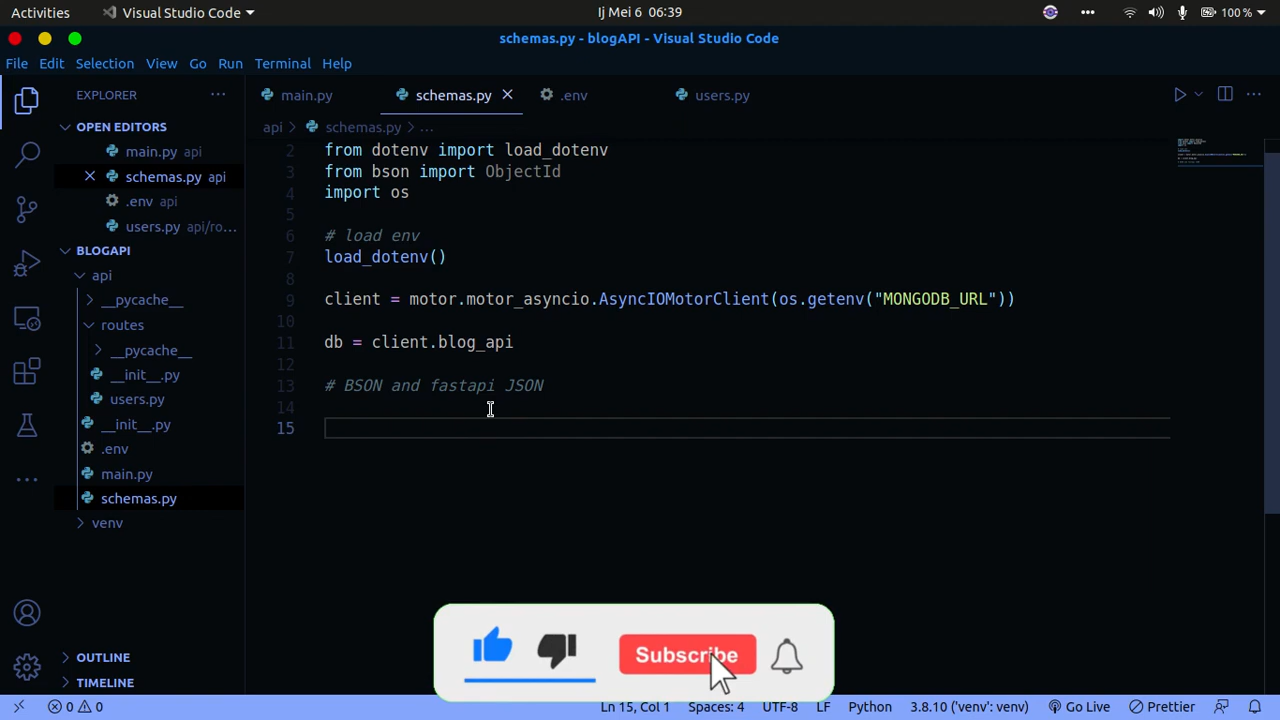 Activities
Visual Studio Code
Ij Mei 6 06:39
100 %
schemas.py - blogAPI - Visual Studio Code
File Edit Selection View Go Run Terminal Help
EXPLORER
main.py
schemas.py
.env
users.py
api
schemas.py
...
OPEN EDITORS
main.py api
schemas.py api
.env api
users.py api/ro...
BLOGAPI
api
__pycache__
routes
__pycache__
__init__.py
users.py
__init__.py
.env
main.py
schemas.py
venv
OUTLINE
TIMELINE
2 from dotenv import load_dotenv
3 from bson import ObjectId
4 import os
5
6 # load env
7 load_dotenv()
8
9 client = motor.motor_asyncio.AsyncIOMotorClient(os.getenv("MONGODB_URL"))
10
11 db = client.blog_api
12
13 # BSON and fastapi JSON
14
15
Subscribe
0 0
Ln 15, Col 1
Spaces: 4
UTF-8
LF
Python
3.8.10 ('venv': venv)
Go Live
Prettier